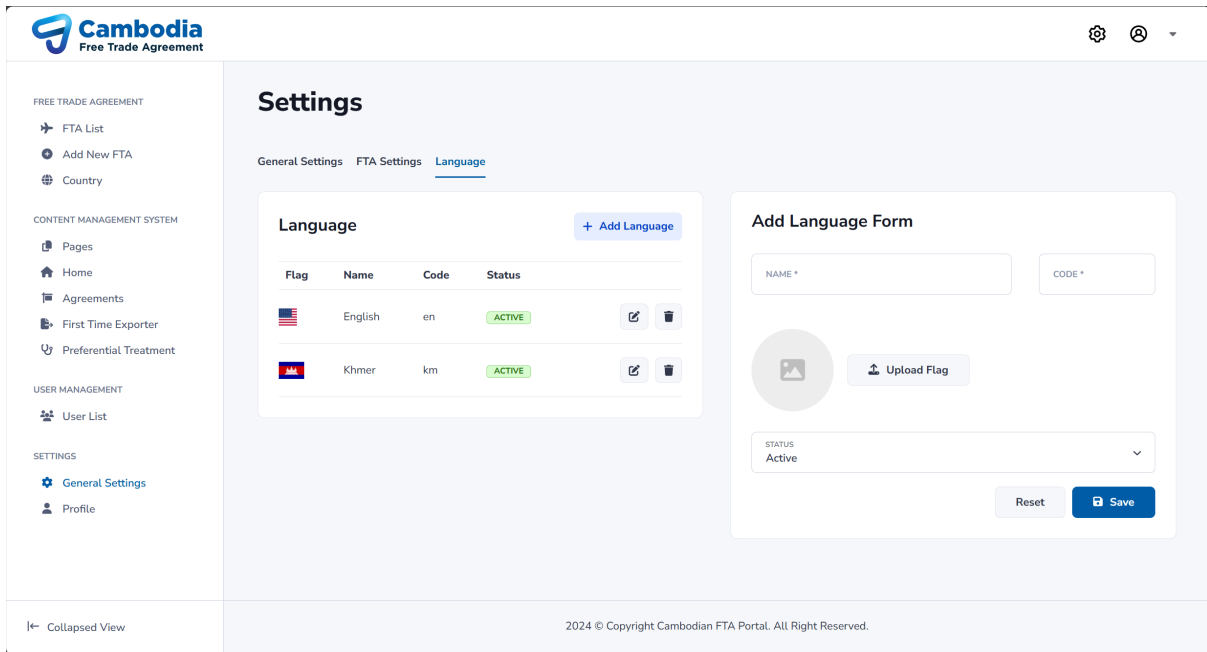 Cambodia
Free Trade Agreement
FREE TRADE AGREEMENT
FTA List
Add New FTA
Country
CONTENT MANAGEMENT SYSTEM
Pages
Home
Agreements
First Time Exporter
Preferential Treatment
USER MANAGEMENT
User List
SETTINGS
General Settings
Profile
Collapsed View
Settings
General Settings FTA Settings Language
Language
+ Add Language
Flag Name Code Status
English en ACTIVE
Khmer km ACTIVE
Add Language Form
NAME *
CODE *
Upload Flag
STATUS
Active
Reset
Save
2024 © Copyright Cambodian FTA Portal. All Right Reserved.